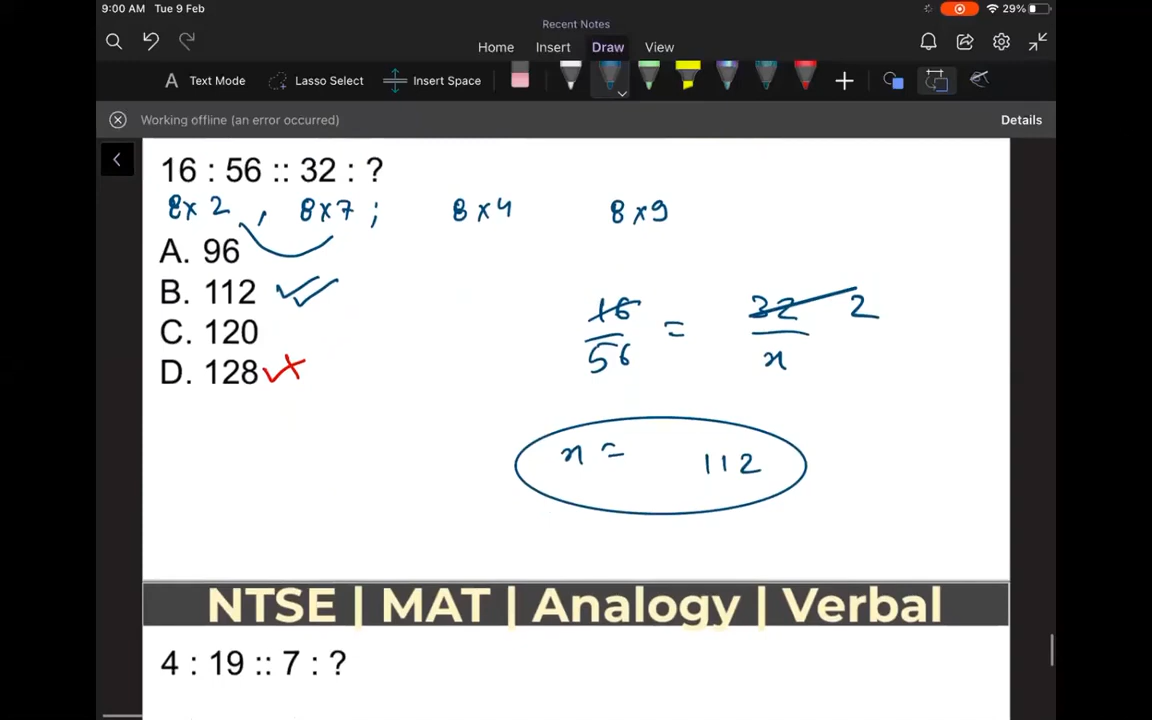 9:00 AM Tue 9 Feb
29%
Recent Notes
Home Insert Draw View
Text Mode Lasso Select Insert Space
Working offline (an error occurred) Details
16 : 56 :: 32 : ?
8x2 , 8x7 ; 8x4 8x9
A. 96
B. 112
C. 120
D. 128
16/56 = 32/x 2
x = 112
NTSE | MAT | Analogy | Verbal
4 : 19 :: 7 : ?